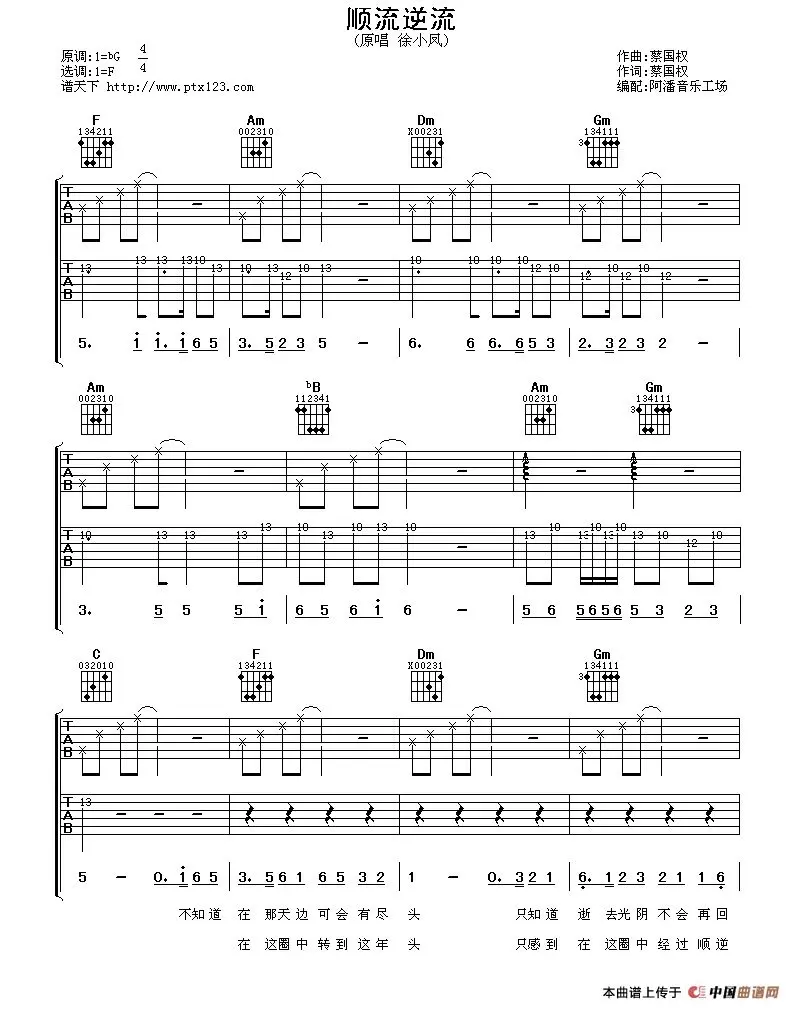 顺流逆流
(原唱 徐小凤)
原调:1=bG 4/4
选调:1=F
谱天下 http://www.ptx123.com
作曲:蔡国权
作词:蔡国权
编配:阿潘音乐工场
F Am Dm Gm
134211 002310 X00231 134111
3
T A B
T A B
13 13 13 13 10 13 10 13 12 10 13 10 10 10 10 12 10 12 10 12 10
5. 1 1. 1 6 5 3. 5 2 3 5 - 6. 6 6. 6 5 3 2. 3 2 3 2 -
Am bB Am Gm
002310 112341 002310 134111
3
T A B
T A B
10 13 13 13 13 10 13 10 13 10 13 10 13 10 13 10 13 10 12 10
3. 5 5 5 1 6 5 6 1 6 - 5 6 5 6 5 6 5 3 2 3
C F Dm Gm
032010 134211 X00231 134111
3
T A B
T A B
13
5 - 0. 1 6 5 3. 5 6 1 6 5 3 2 1 - 0. 3 2 1 6. 1 2 3 2 1 1 6
不知道 在 那天边可会有尽 头 只知道 逝 去光阴不会再回
在 这圈中转到这年 头 只感到 在 这圈中经过顺逆
本曲谱上传于 中国曲谱网